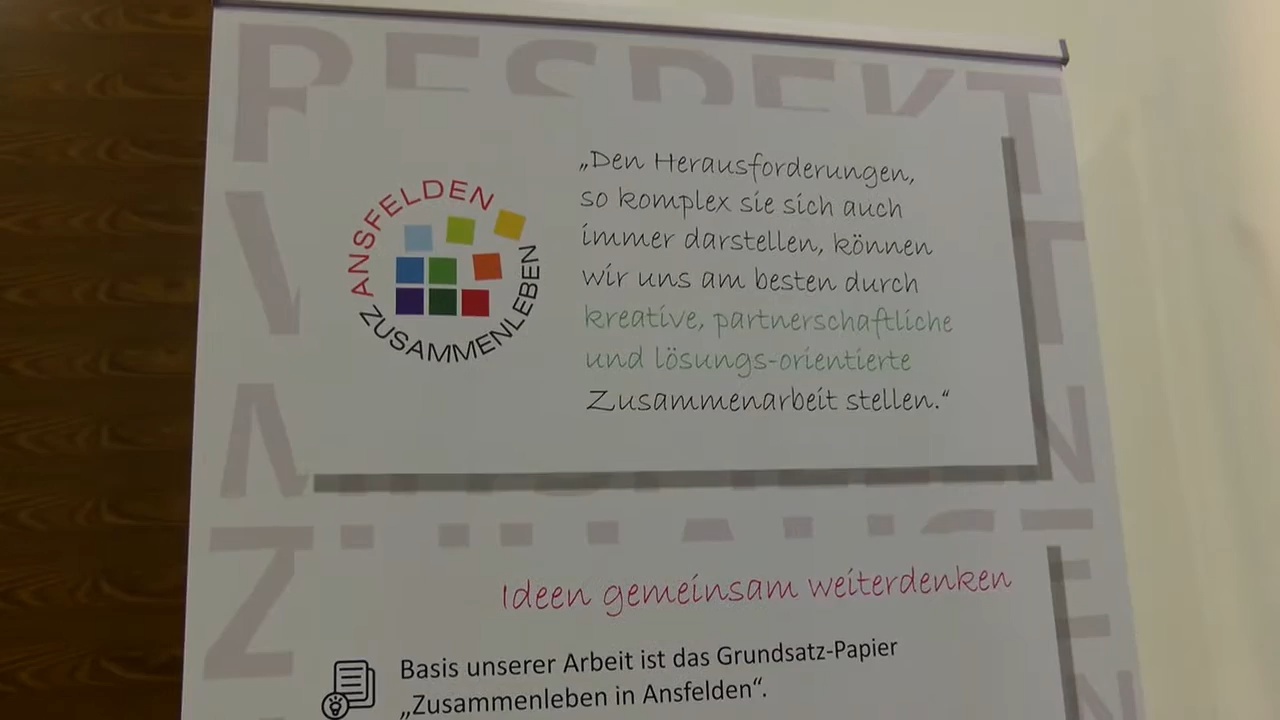 RESPEKT
ANSFELDEN
ZUSAMMENLEBEN
„Den Herausforderungen,
so komplex sie sich auch
immer darstellen, können
wir uns am besten durch
kreative, partnerschaftliche
und lösungs-orientierte
Zusammenarbeit stellen.“
Ideen gemeinsam weiterdenken
Basis unserer Arbeit ist das Grundsatz-Papier
„Zusammenleben in Ansfelden“.